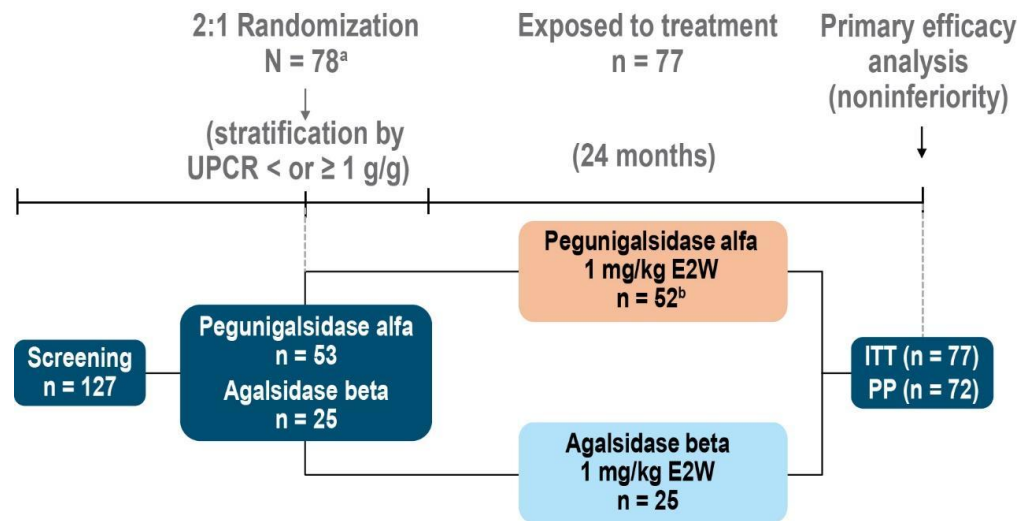 2:1 Randomization
N = 78ᵃ
(stratification by
UPCR < or ≥ 1 g/g)
Exposed to treatment
n = 77
(24 months)
Primary efficacy
analysis
(noninferiority)
Screening
n = 127
Pegunigalsidase alfa
n = 53
Agalsidase beta
n = 25
Pegunigalsidase alfa
1 mg/kg E2W
n = 52ᵇ
Agalsidase beta
1 mg/kg E2W
n = 25
ITT (n = 77)
PP (n = 72)